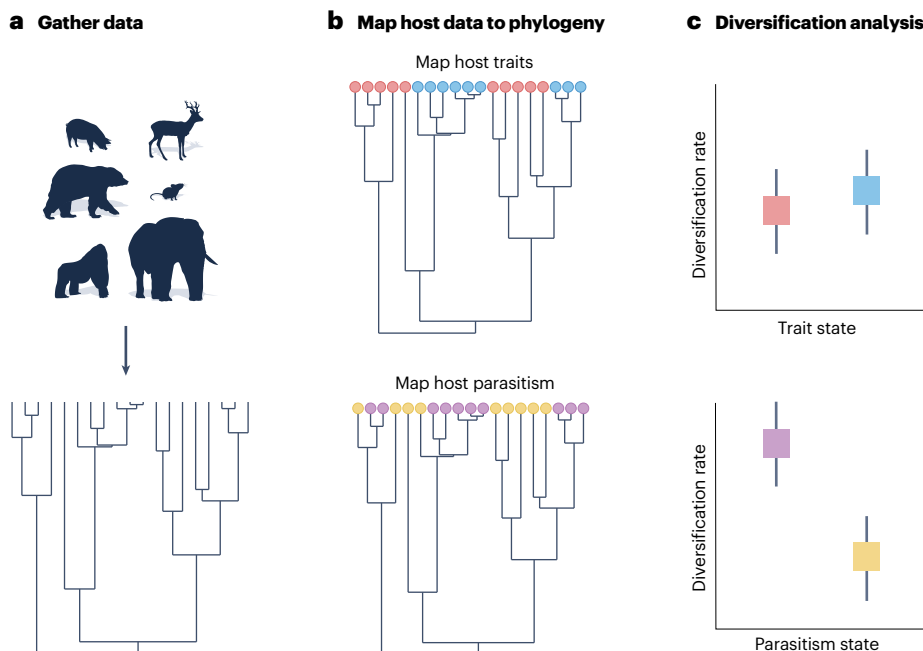 a Gather data
b Map host data to phylogeny
c Diversification analysis
Map host traits
Diversification rate
Trait state
Map host parasitism
Diversification rate
Parasitism state